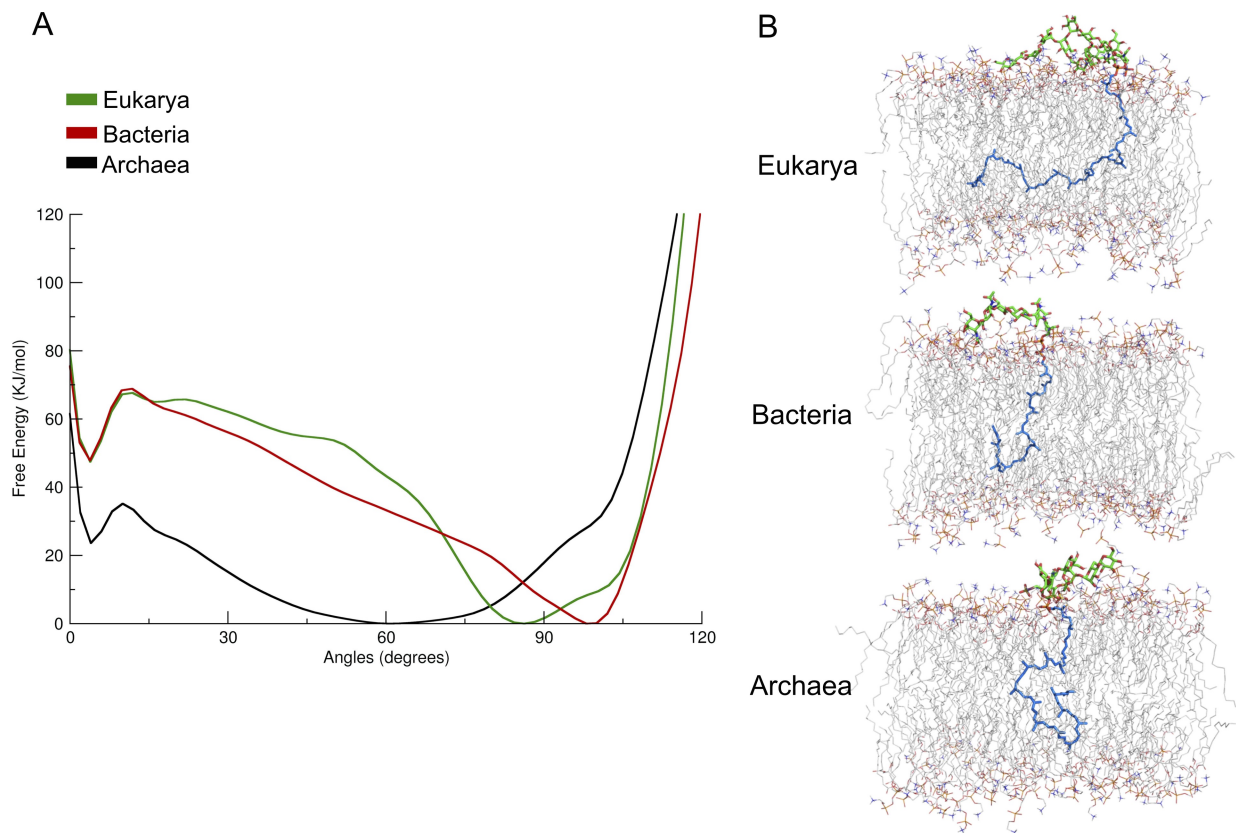 A
B
Eukarya
Bacteria
Archaea
120
100
80
60
40
20
0
Free Energy (KJ/mol)
0 30 60 90 120
Angles (degrees)
Eukarya
Bacteria
Archaea